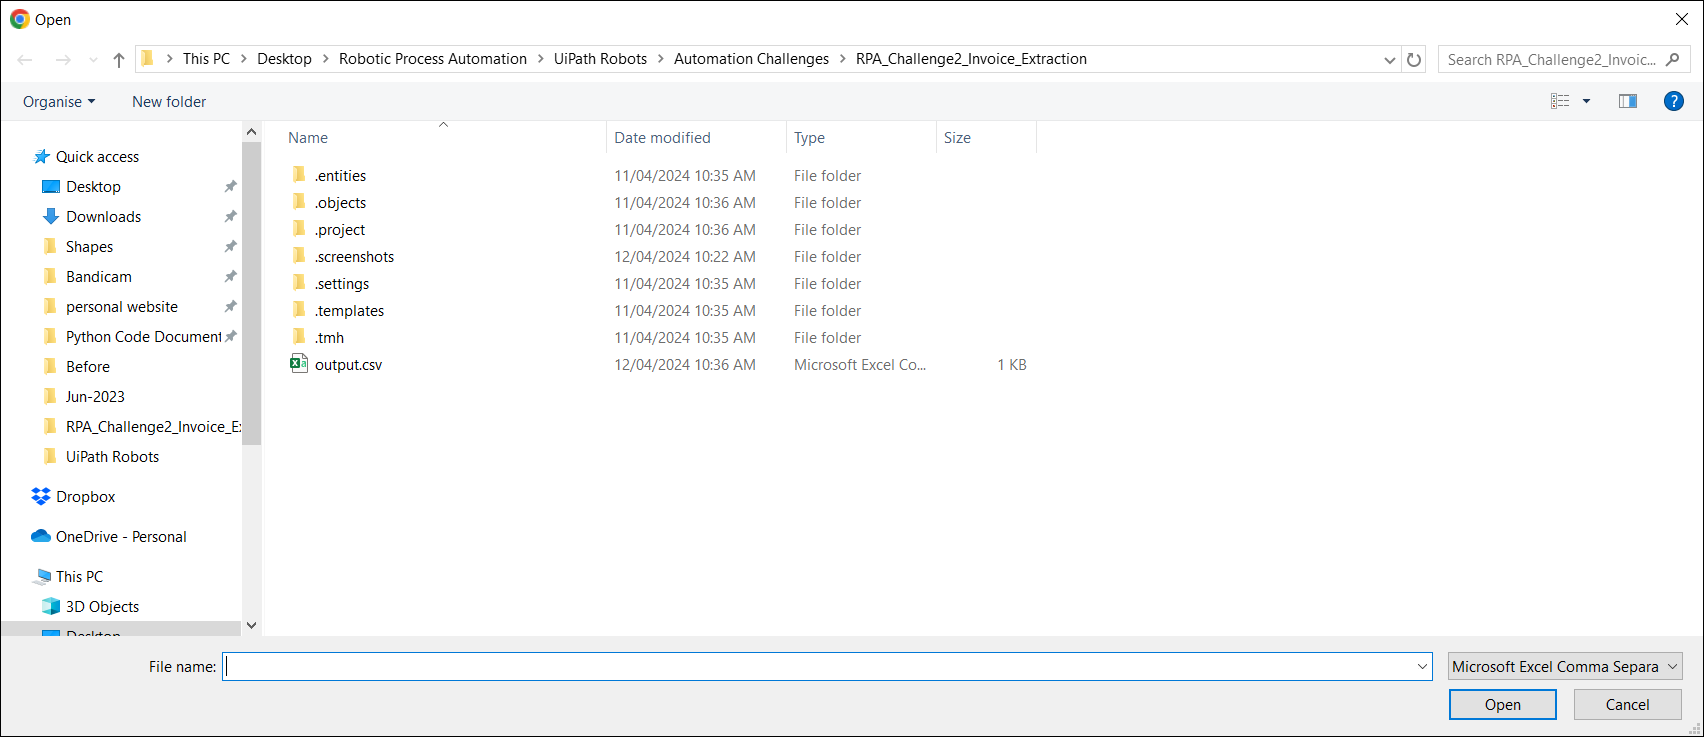 Open
This PC > Desktop > Robotic Process Automation > UiPath Robots > Automation Challenges > RPA_Challenge2_Invoice_Extraction
Search RPA_Challenge2_Invoic...
Organise New folder ?
Name Date modified Type Size
Quick access
Desktop
Downloads
Shapes
Bandicam
personal website
Python Code Document
Before
Jun-2023
RPA_Challenge2_Invoice_E
UiPath Robots
Dropbox
OneDrive - Personal
This PC
3D Objects
Desktop
.entities 11/04/2024 10:35 AM File folder
.objects 11/04/2024 10:36 AM File folder
.project 11/04/2024 10:36 AM File folder
.screenshots 12/04/2024 10:22 AM File folder
.settings 11/04/2024 10:35 AM File folder
.templates 11/04/2024 10:35 AM File folder
.tmh 11/04/2024 10:35 AM File folder
output.csv 12/04/2024 10:36 AM Microsoft Excel Co... 1 KB
File name:
Microsoft Excel Comma Separa
Open Cancel